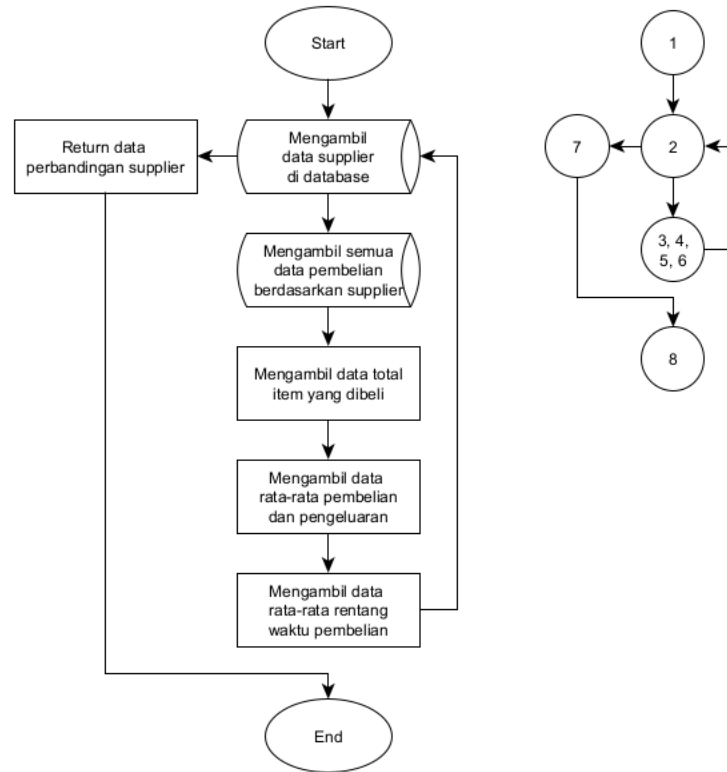 Start
Mengambil
data supplier
di database
Return data
perbandingan supplier
Mengambil semua
data pembelian
berdasarkan supplier
Mengambil data total
item yang dibeli
Mengambil data
rata-rata pembelian
dan pengeluaran
Mengambil data
rata-rata rentang
waktu pembelian
End
1
7
2
3, 4,
5, 6
8